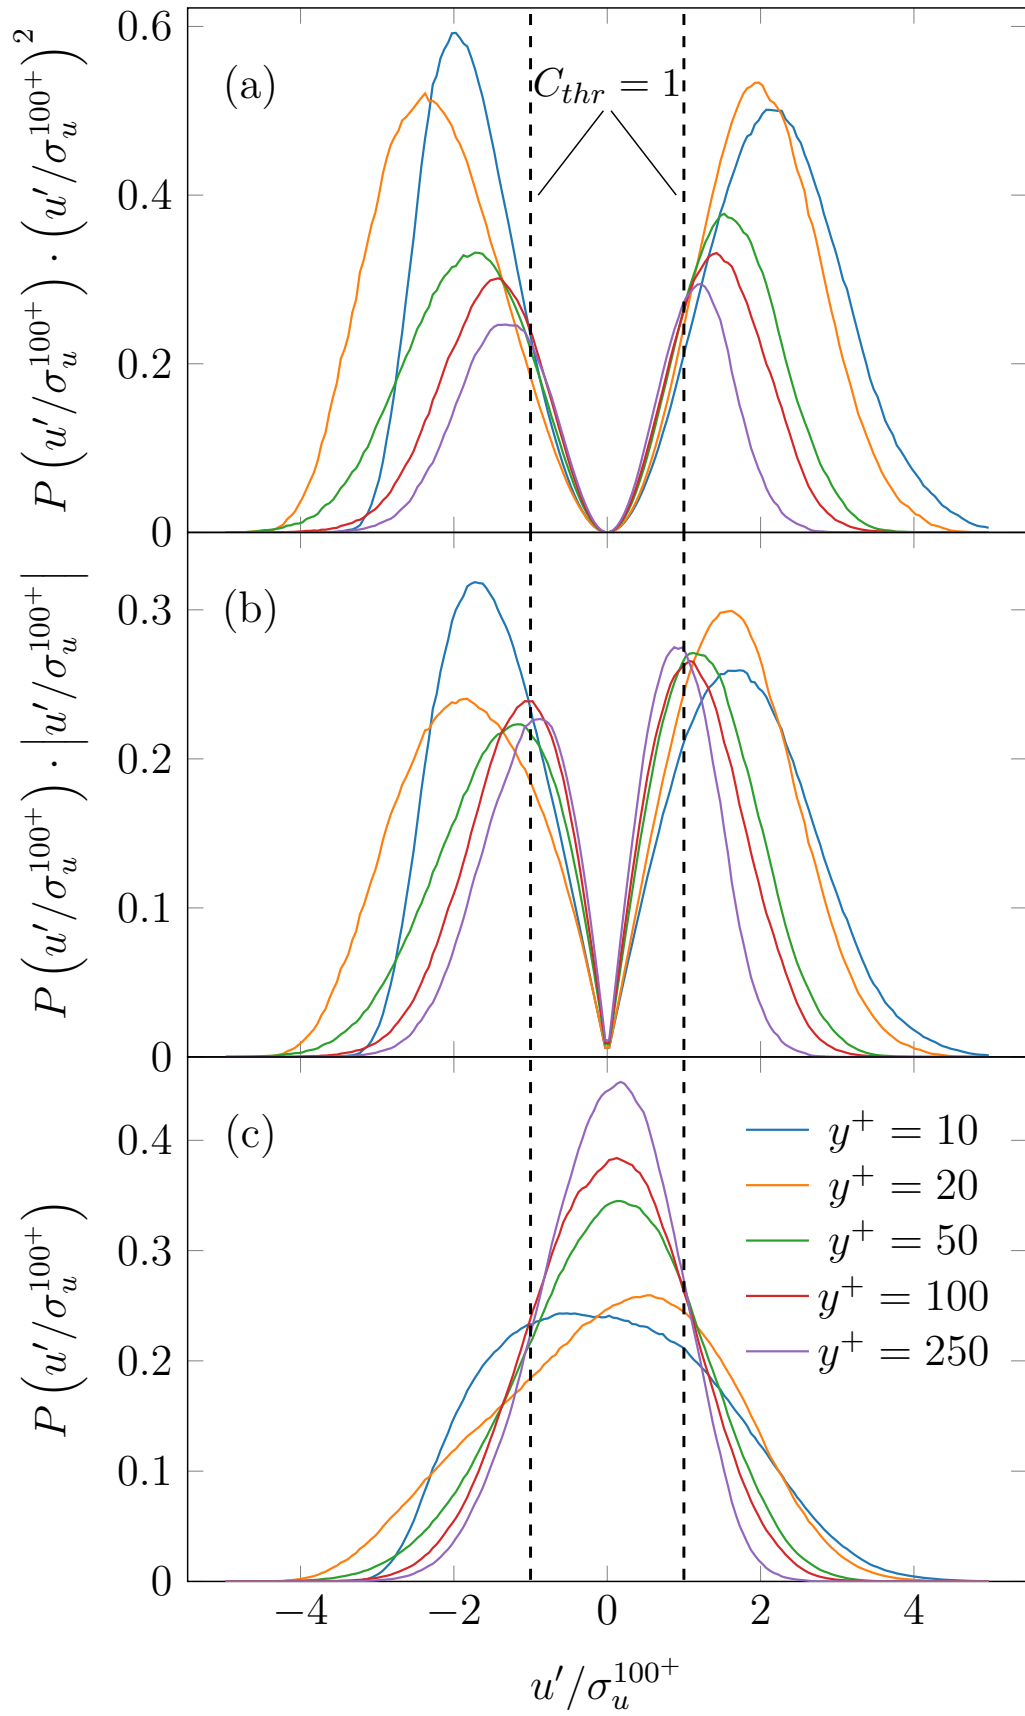 P (u′/σ_u^{100+}) · (u′/σ_u^{100+})^2
0.6
0.4
0.2
0
(a)
C_{thr} = 1
P (u′/σ_u^{100+}) · |u′/σ_u^{100+}|
0.3
0.2
0.1
0
(b)
P (u′/σ_u^{100+})
0.4
0.3
0.2
0.1
0
(c)
y^+ = 10
y^+ = 20
y^+ = 50
y^+ = 100
y^+ = 250
−4 −2 0 2 4
u′/σ_u^{100+}